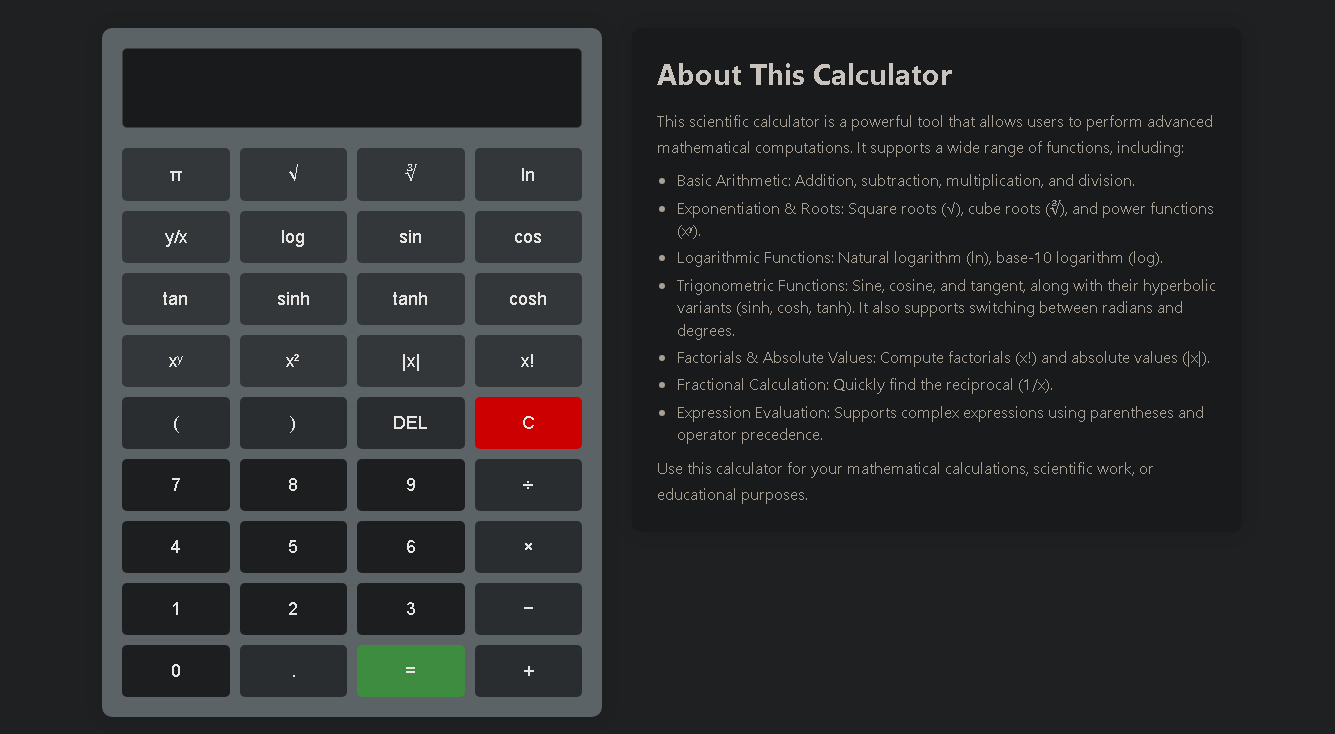 π √ ∛ ln
y/x log sin cos
tan sinh tanh cosh
xʸ x² |x| x!
( ) DEL C
7 8 9 ÷
4 5 6 ×
1 2 3 −
0 . = +
About This Calculator
This scientific calculator is a powerful tool that allows users to perform advanced
mathematical computations. It supports a wide range of functions, including:
• Basic Arithmetic: Addition, subtraction, multiplication, and division.
• Exponentiation & Roots: Square roots (√), cube roots (∛), and power functions
(xʸ).
• Logarithmic Functions: Natural logarithm (ln), base-10 logarithm (log).
• Trigonometric Functions: Sine, cosine, and tangent, along with their hyperbolic
variants (sinh, cosh, tanh). It also supports switching between radians and
degrees.
• Factorials & Absolute Values: Compute factorials (x!) and absolute values (|x|).
• Fractional Calculation: Quickly find the reciprocal (1/x).
• Expression Evaluation: Supports complex expressions using parentheses and
operator precedence.
Use this calculator for your mathematical calculations, scientific work, or
educational purposes.